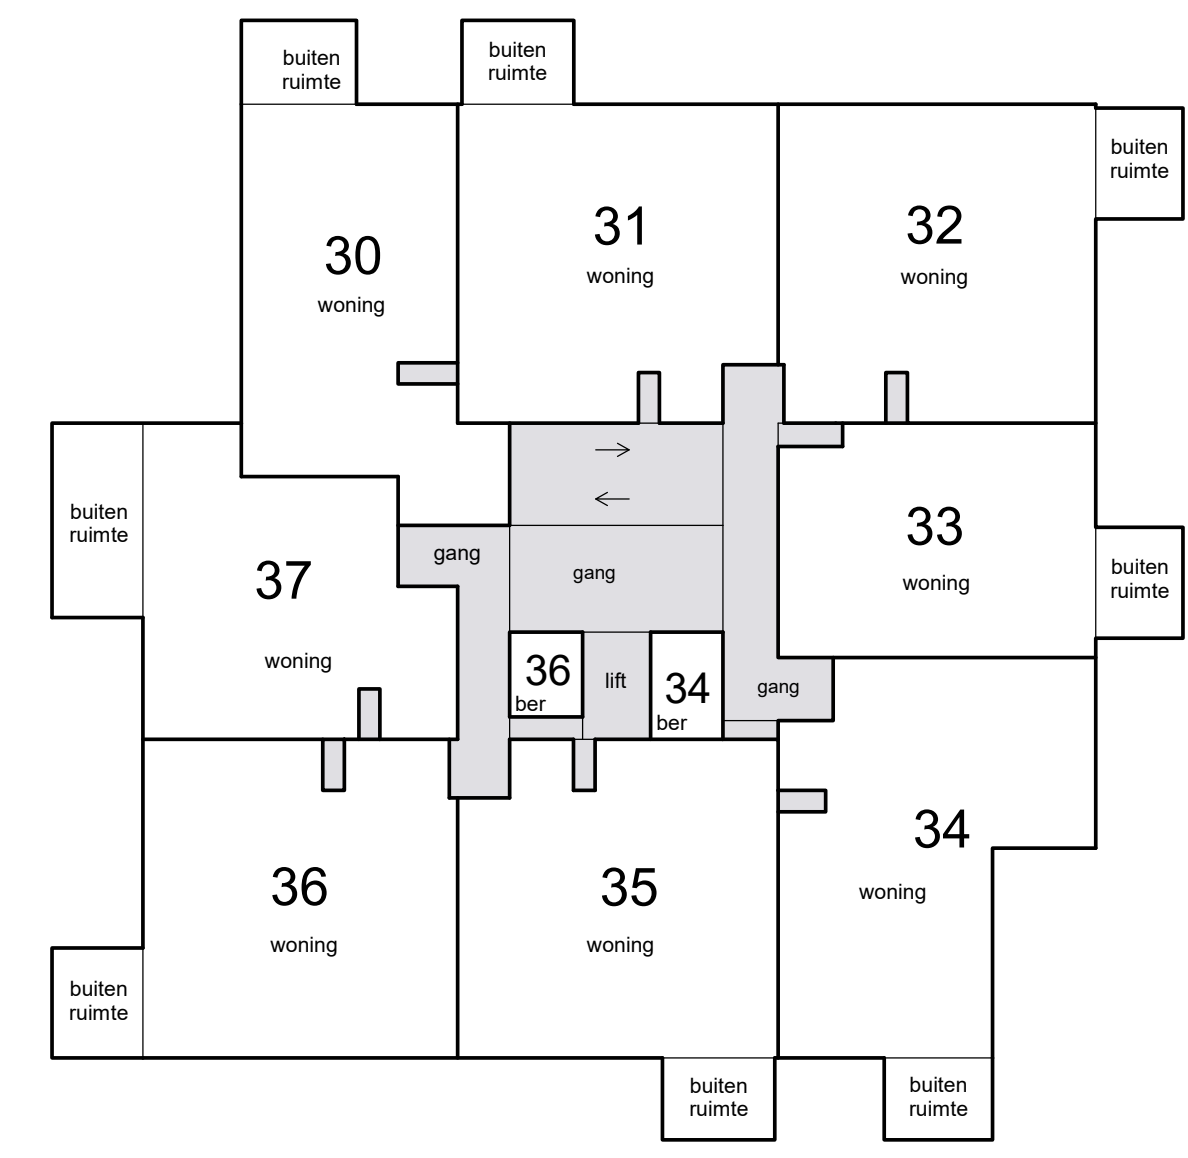 buiten
ruimte
buiten
ruimte
buiten
ruimte
30
woning
31
woning
32
woning
buiten
ruimte
37
woning
gang
gang
33
woning
buiten
ruimte
36
ber
lift
34
ber
gang
36
woning
35
woning
34
woning
buiten
ruimte
buiten
ruimte
buiten
ruimte